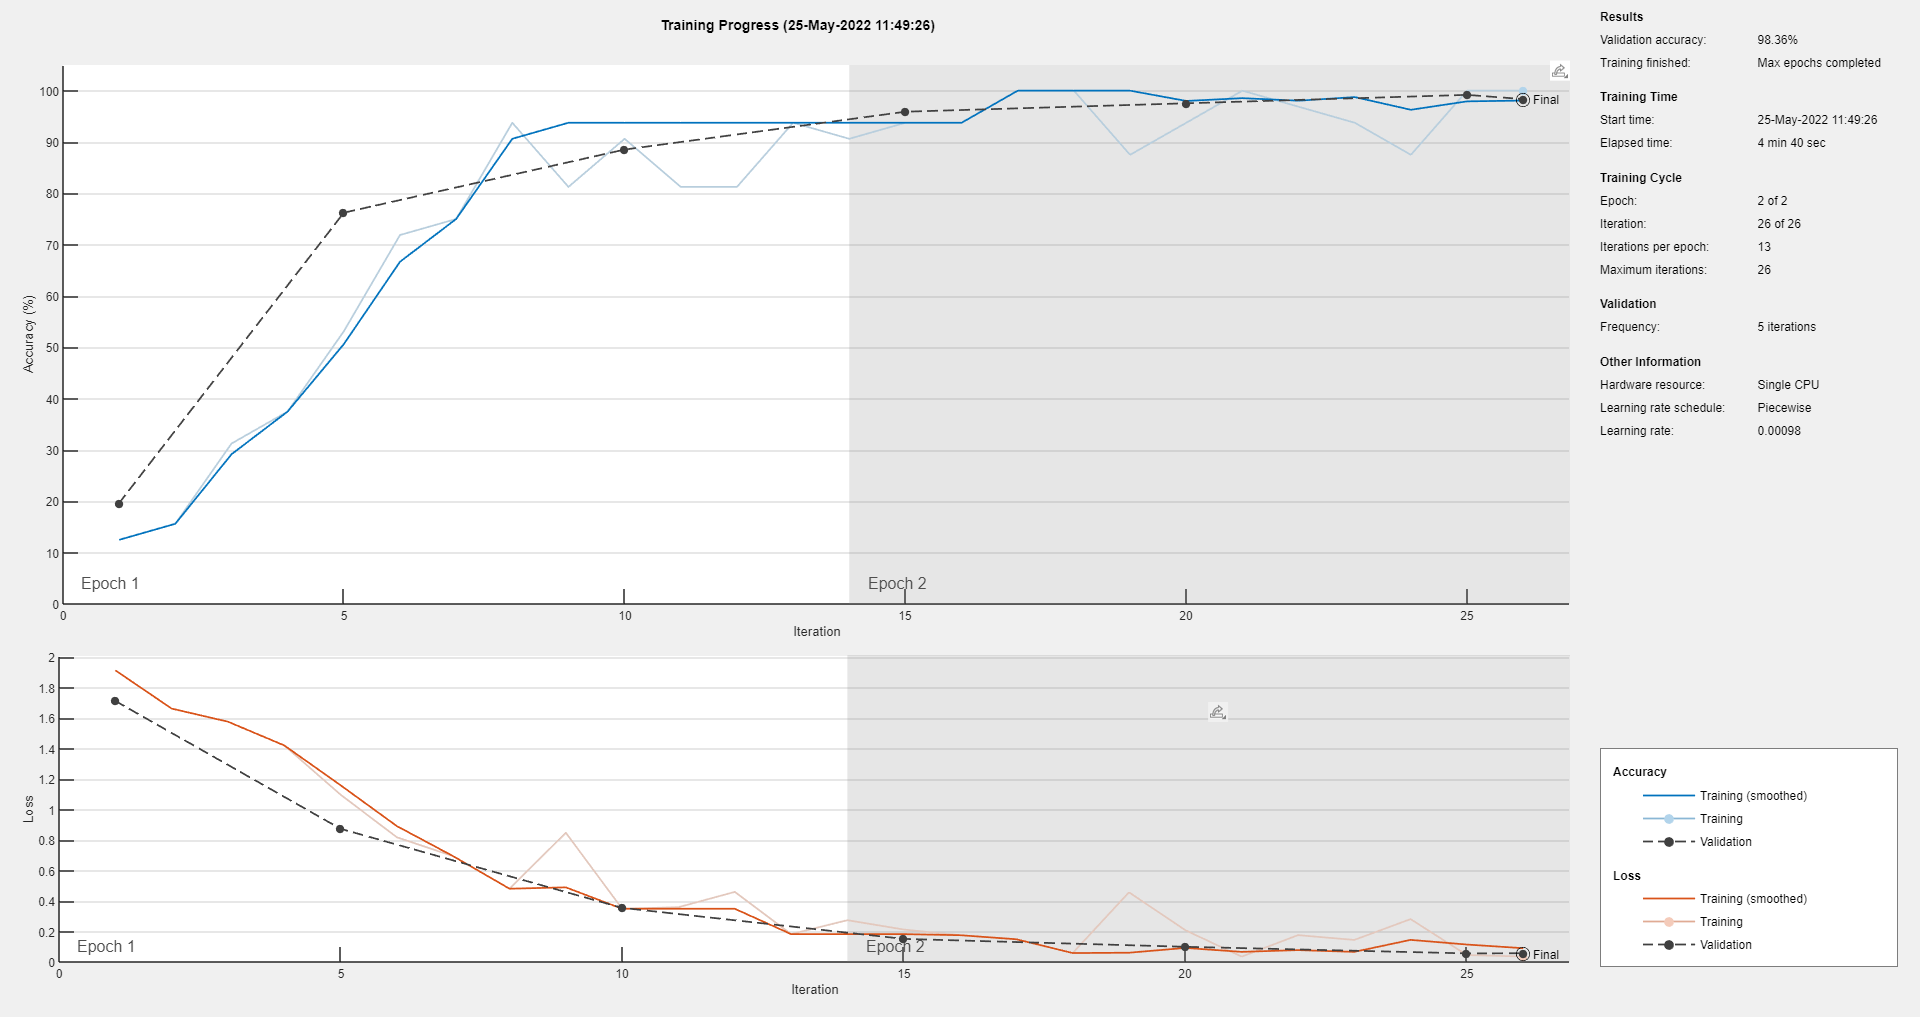 Training Progress (25-May-2022 11:49:26)
Accuracy (%)
100
90
80
70
60
50
40
30
20
10
0
Epoch 1
Epoch 2
Final
0 5 10 15 20 25
Iteration
Loss
2
1.8
1.6
1.4
1.2
1
0.8
0.6
0.4
0.2
0
Epoch 1
Epoch 2
Final
0 5 10 15 20 25
Iteration
Results
Validation accuracy: 98.36%
Training finished: Max epochs completed
Training Time
Start time: 25-May-2022 11:49:26
Elapsed time: 4 min 40 sec
Training Cycle
Epoch: 2 of 2
Iteration: 26 of 26
Iterations per epoch: 13
Maximum iterations: 26
Validation
Frequency: 5 iterations
Other Information
Hardware resource: Single CPU
Learning rate schedule: Piecewise
Learning rate: 0.00098
Accuracy
Training (smoothed)
Training
Validation
Loss
Training (smoothed)
Training
Validation